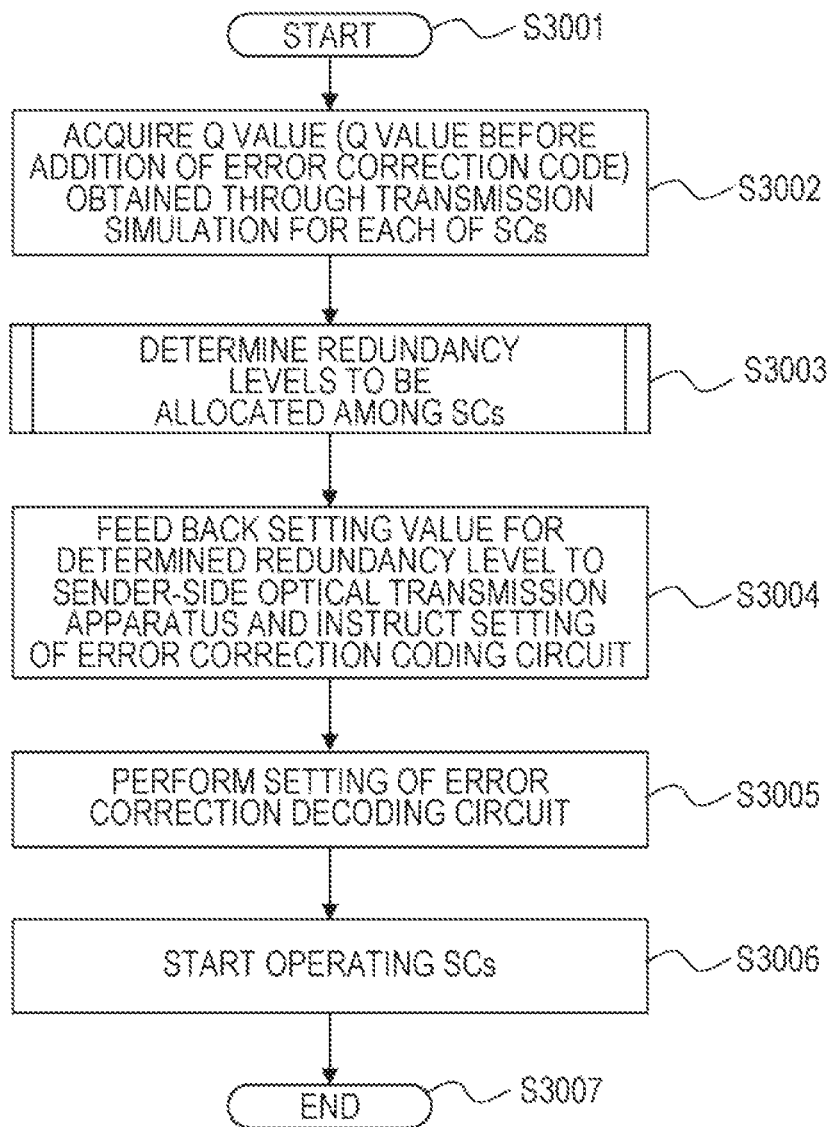 START
S3001
ACQUIRE Q VALUE (Q VALUE BEFORE
ADDITION OF ERROR CORRECTION CODE)
OBTAINED THROUGH TRANSMISSION
SIMULATION FOR EACH OF SCs
S3002
DETERMINE REDUNDANCY
LEVELS TO BE
ALLOCATED AMONG SCs
S3003
FEED BACK SETTING VALUE FOR
DETERMINED REDUNDANCY LEVEL TO
SENDER-SIDE OPTICAL TRANSMISSION
APPARATUS AND INSTRUCT SETTING
OF ERROR CORRECTION CODING CIRCUIT
S3004
PERFORM SETTING OF ERROR
CORRECTION DECODING CIRCUIT
S3005
START OPERATING SCs
S3006
END
S3007